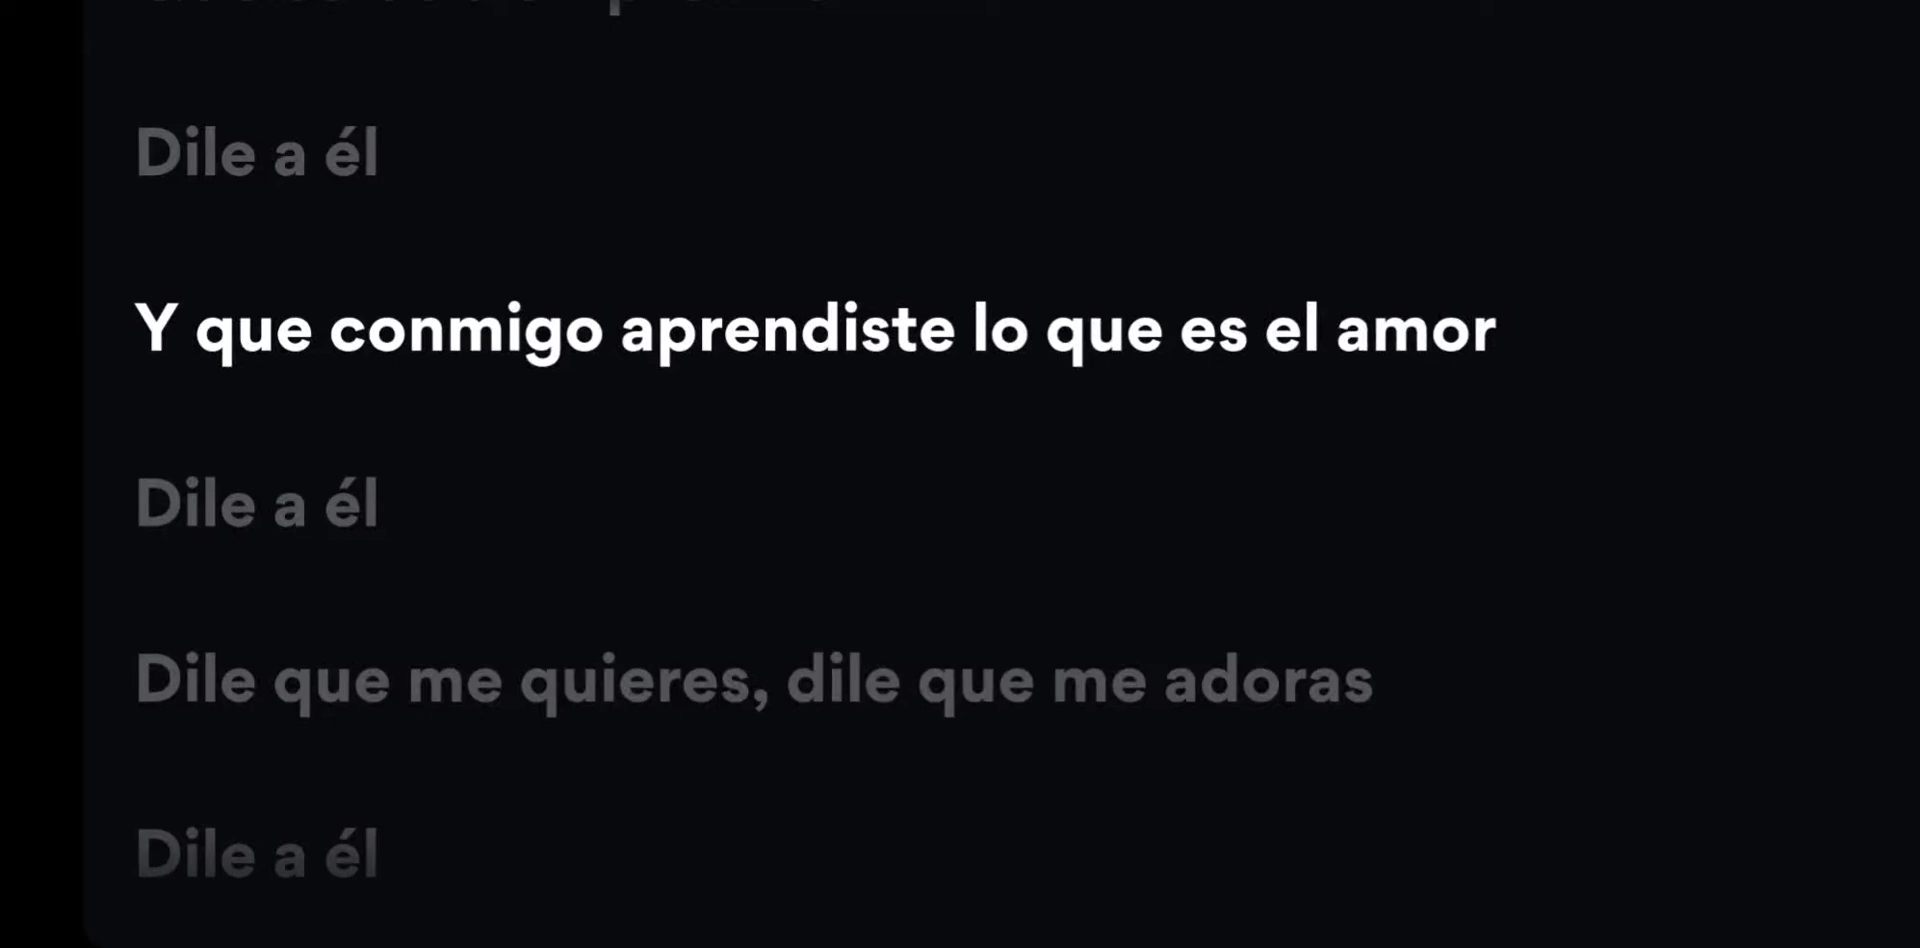 Dile a él
Y que conmigo aprendiste lo que es el amor
Dile a él
Dile que me quieres, dile que me adoras
Dile a él